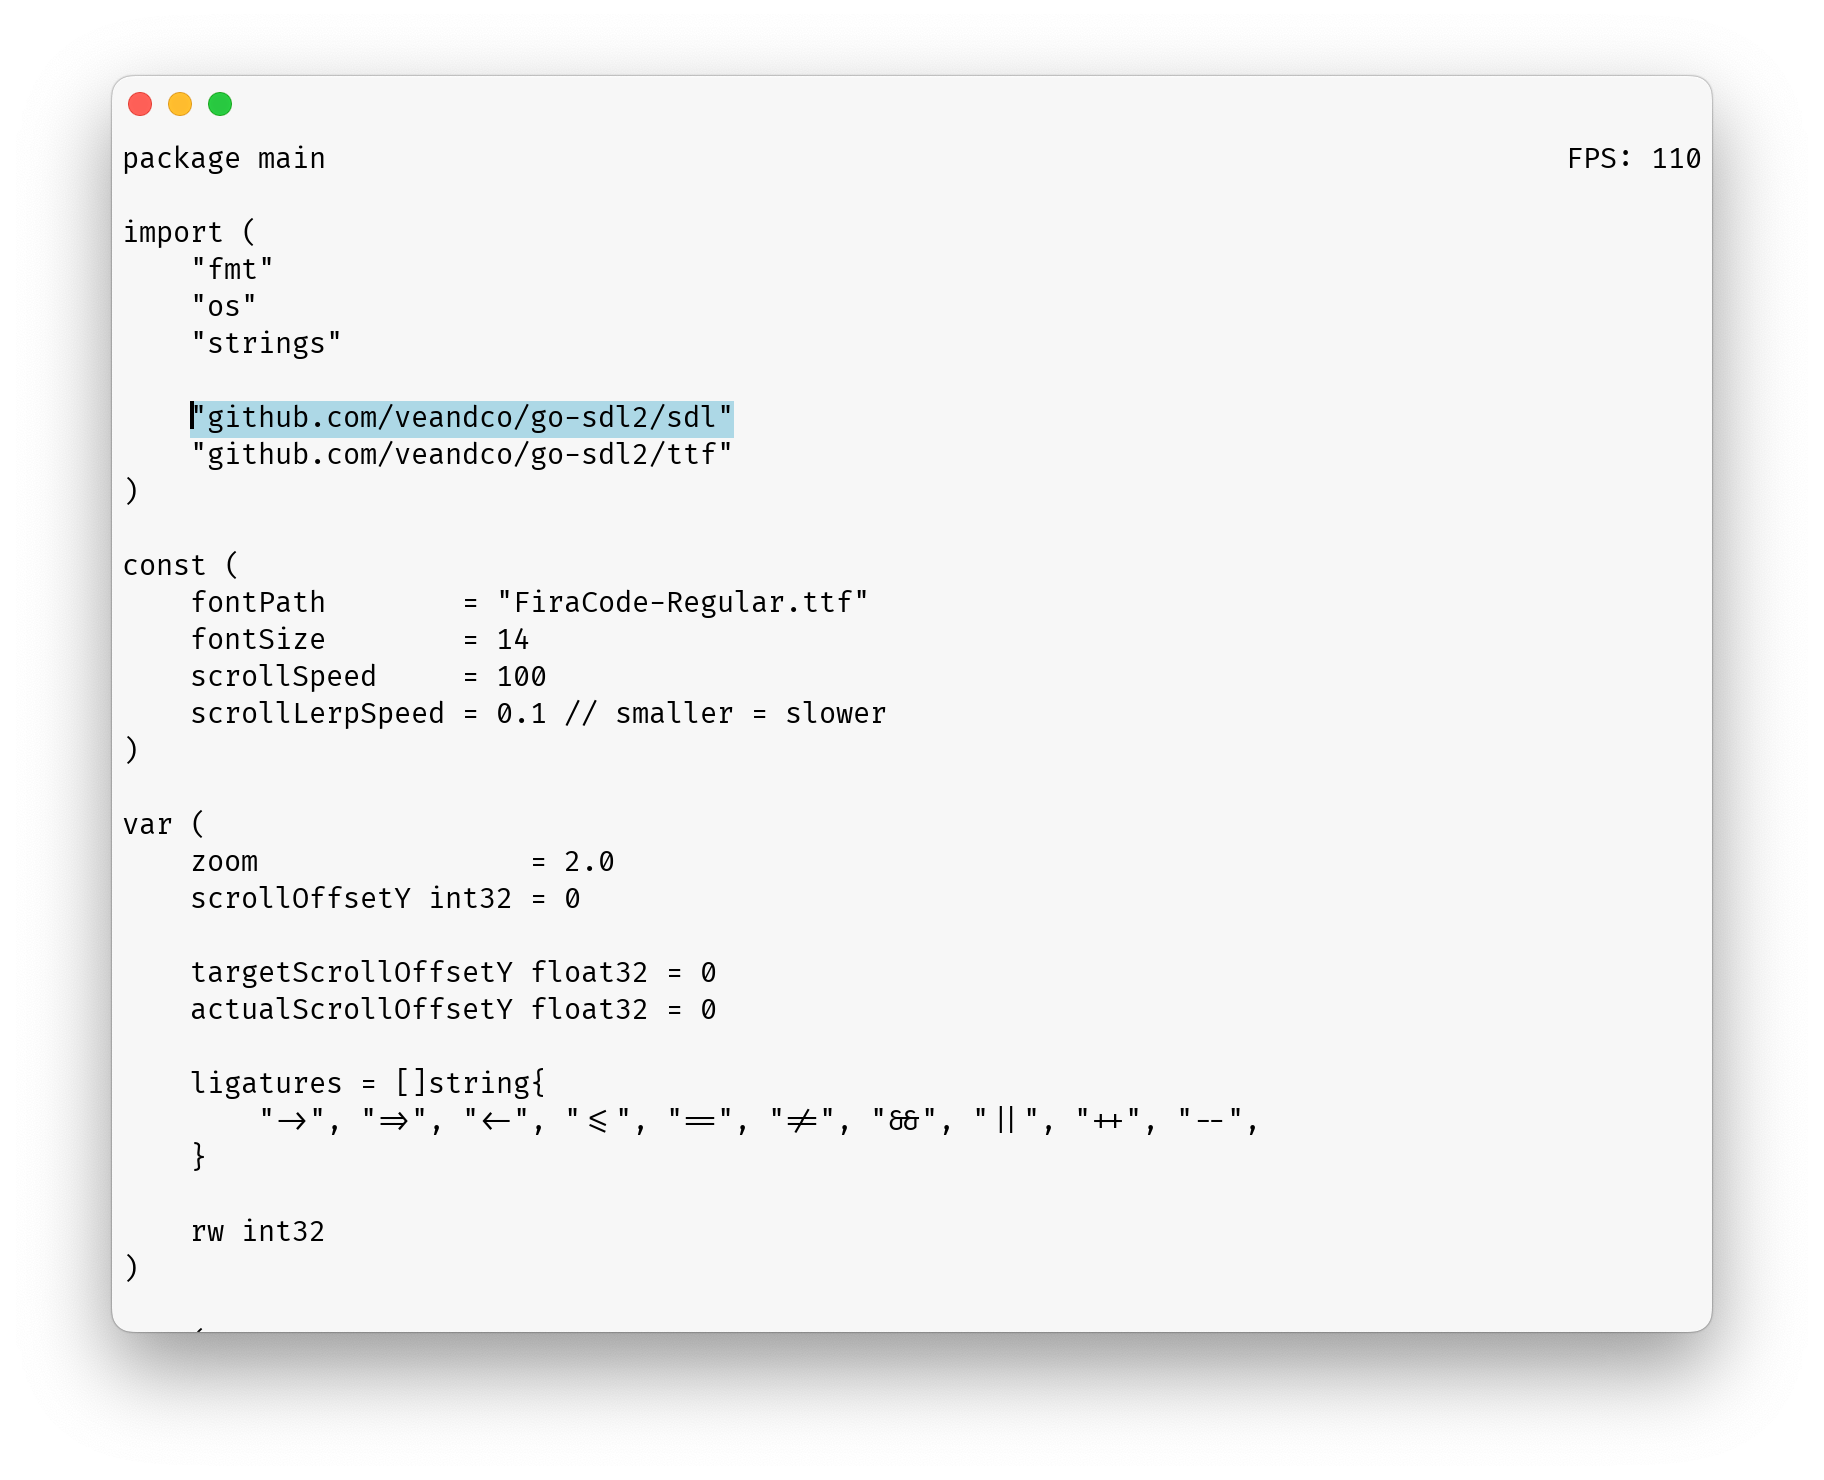 package main FPS: 110
import (
    "fmt"
    "os"
    "strings"

    "github.com/veandco/go-sdl2/sdl"
    "github.com/veandco/go-sdl2/ttf"
)

const (
    fontPath        = "FiraCode-Regular.ttf"
    fontSize        = 14
    scrollSpeed     = 100
    scrollLerpSpeed = 0.1 // smaller = slower
)

var (
    zoom                = 2.0
    scrollOffsetY int32 = 0

    targetScrollOffsetY float32 = 0
    actualScrollOffsetY float32 = 0

    ligatures = []string{
        "->", "=>", "<-", "<=", "==", "!=", "&&", "||", "++", "--",
    }

    rw int32
)

(